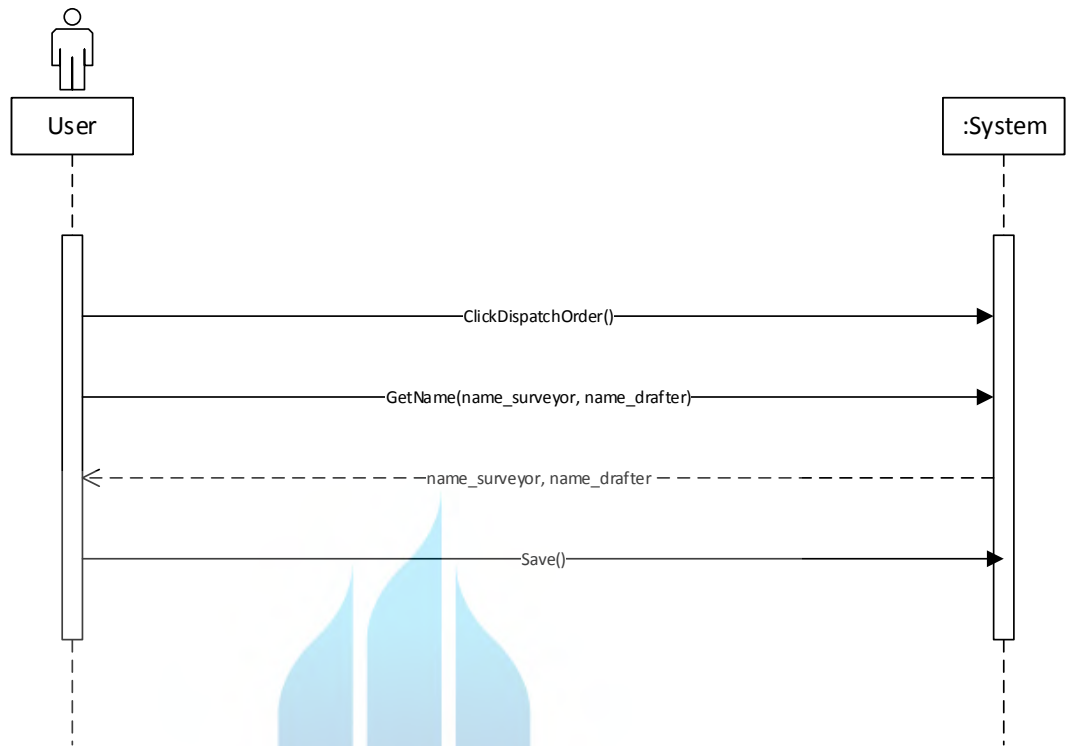 User
:System
ClickDispatchOrder()
GetName(name_surveyor, name_drafter)
name_surveyor, name_drafter
Save()